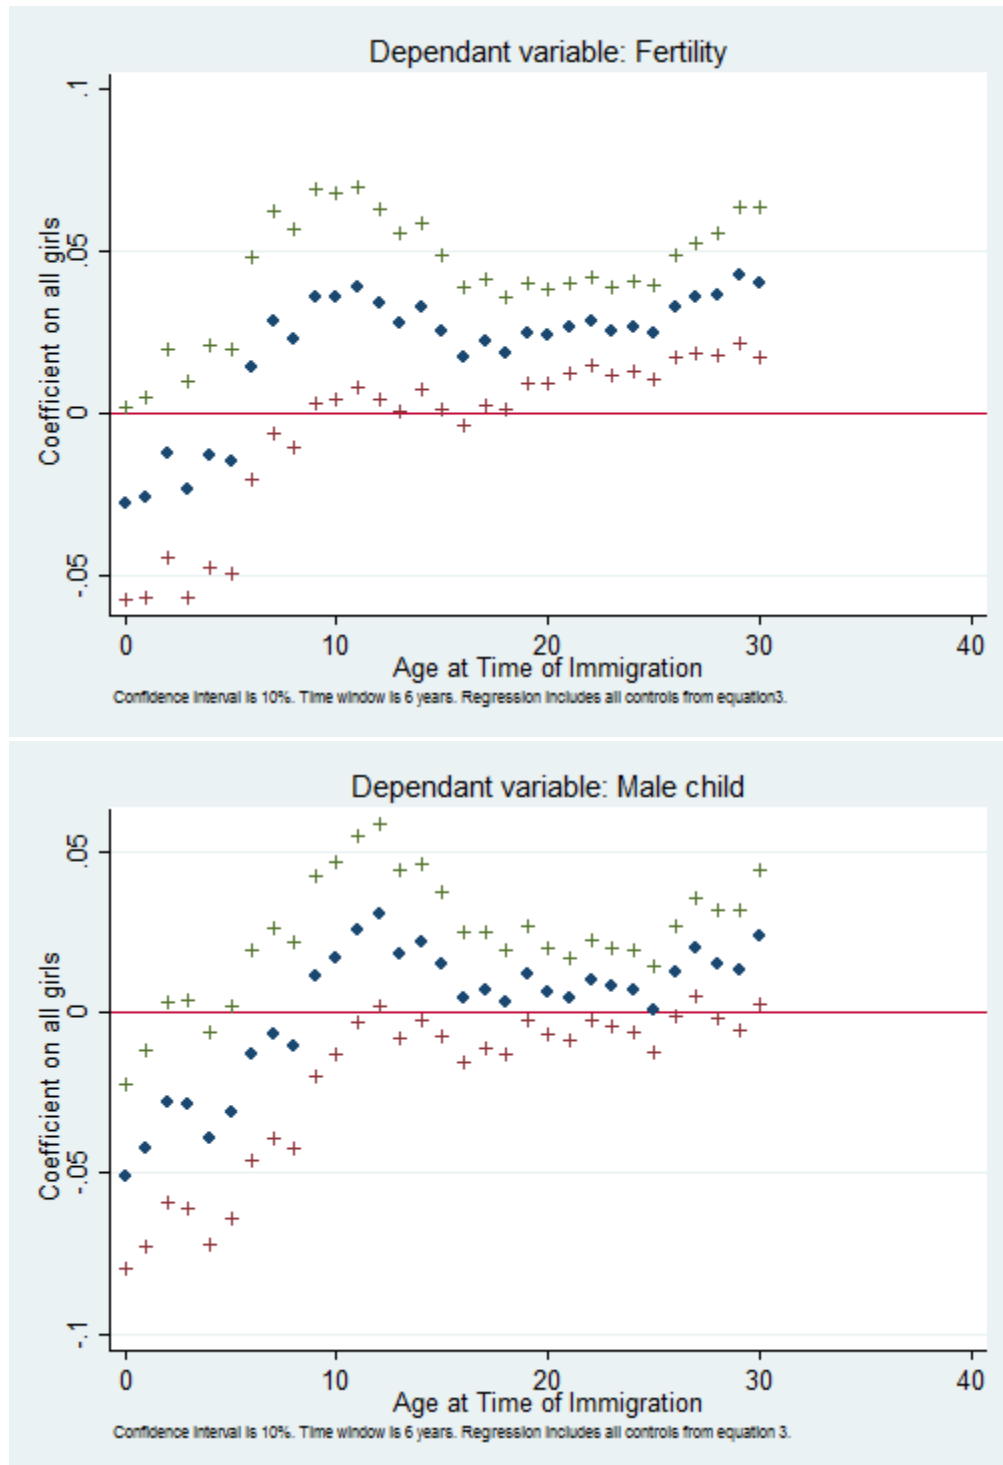 Dependant variable: Fertility
Coefficient on all girls
.1
.05
0
-.05
0 10 20 30 40
Age at Time of Immigration
Confidence interval is 10%. Time window is 6 years. Regression includes all controls from equation3.
Dependant variable: Male child
Coefficient on all girls
.05
0
-.05
-.1
0 10 20 30 40
Age at Time of Immigration
Confidence interval is 10%. Time window is 6 years. Regression includes all controls from equation 3.